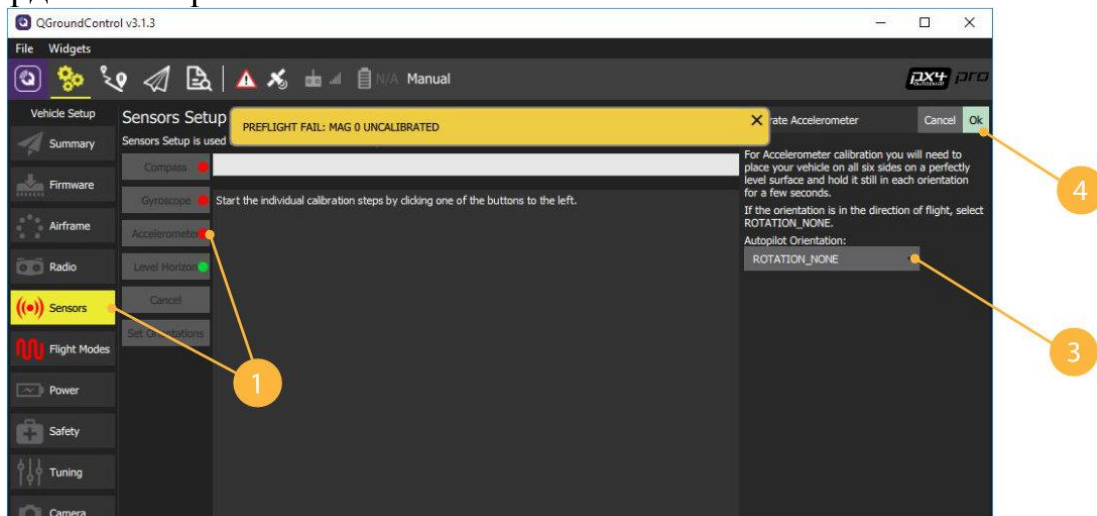 QGroundControl v3.1.3
File Widgets
N/A Manual
px4 pro
autopilot
Vehicle Setup
Summary
Firmware
Airframe
Radio
Sensors
Flight Modes
Power
Safety
Tuning
Camera
Sensors Setup
Sensors Setup is used
PREFLIGHT FAIL: MAG 0 UNCALIBRATED
Compass
Gyroscope
Accelerometer
Level Horizon
Cancel
Set Orientations
Start the individual calibration steps by clicking one of the buttons to the left.
rate Accelerometer
Cancel
Ok
For Accelerometer calibration you will need to
place your vehicle on all six sides on a perfectly
level surface and hold it still in each orientation
for a few seconds.
If the orientation is in the direction of flight, select
ROTATION_NONE.
Autopilot Orientation:
ROTATION_NONE
1
3
4